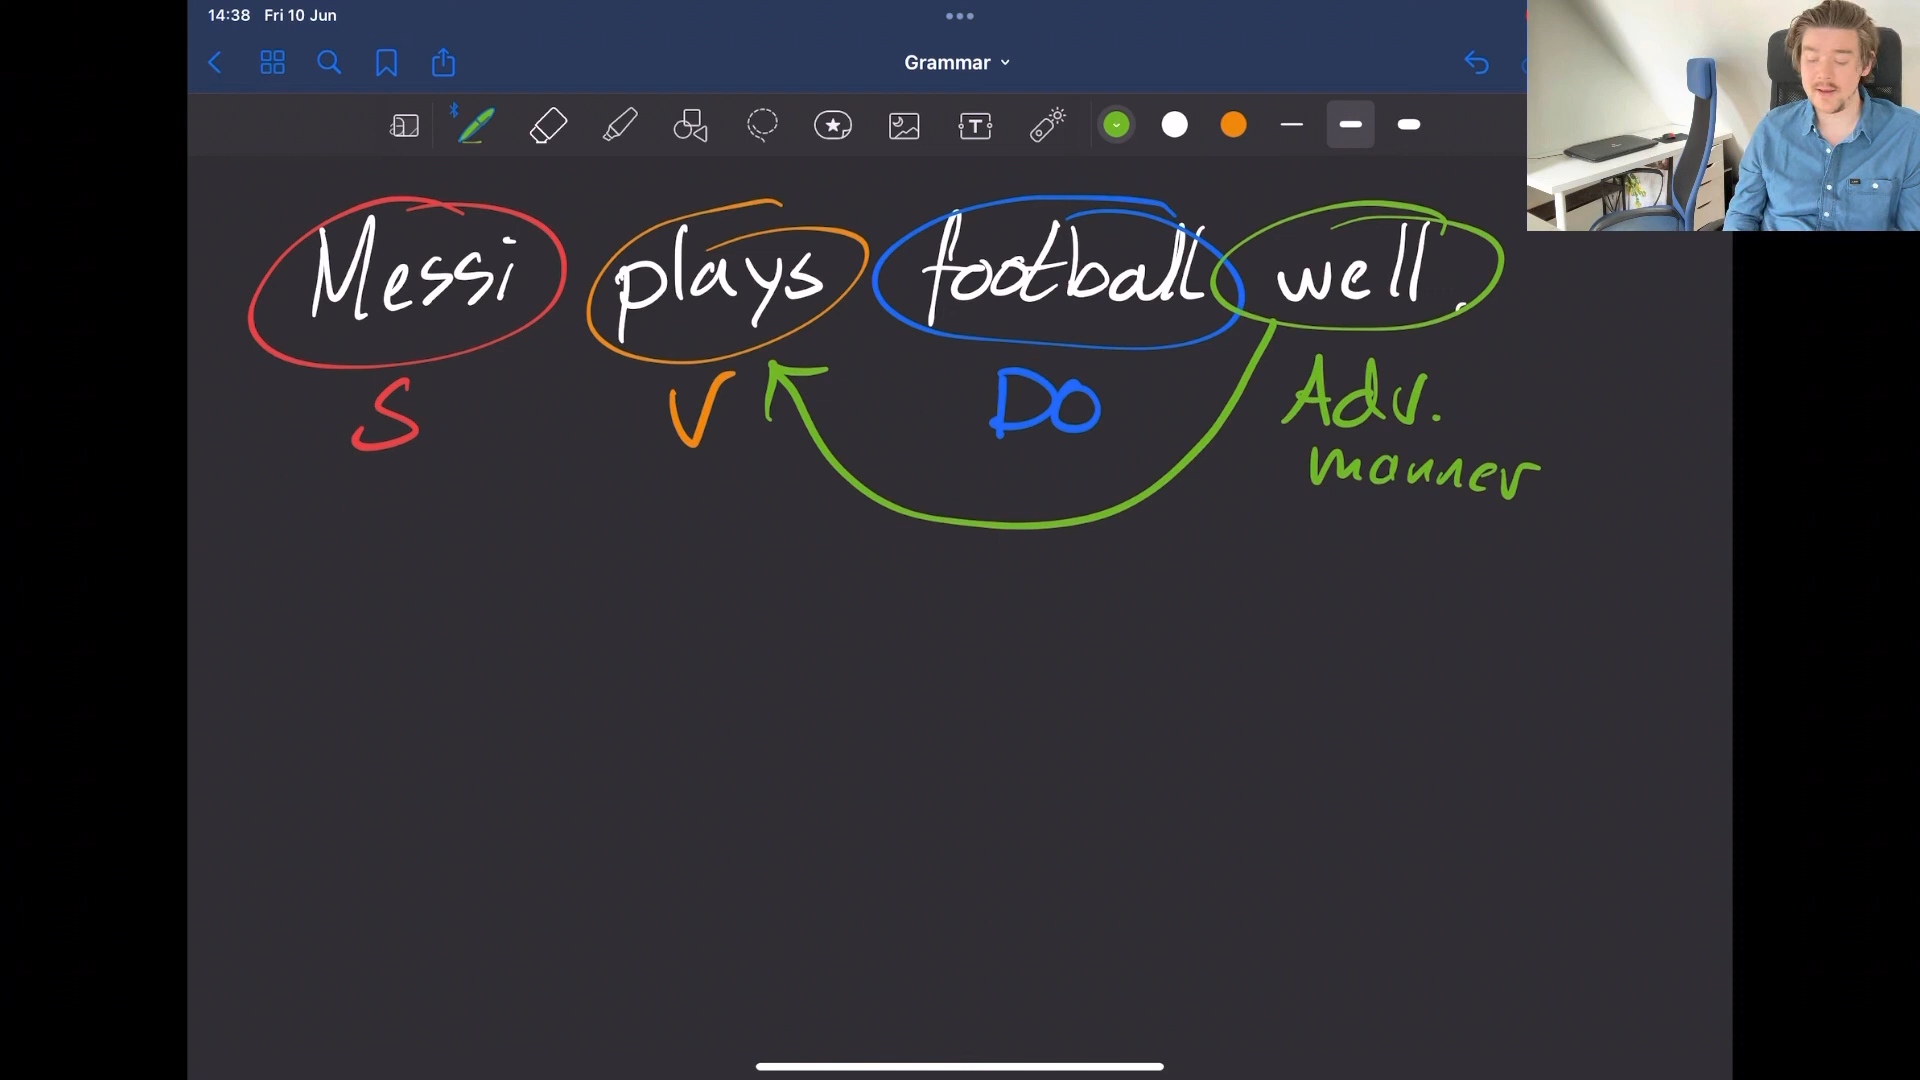 14:38 Fri 10 Jun
Grammar
T
Messi plays football well.
S V DO Adv.
manner